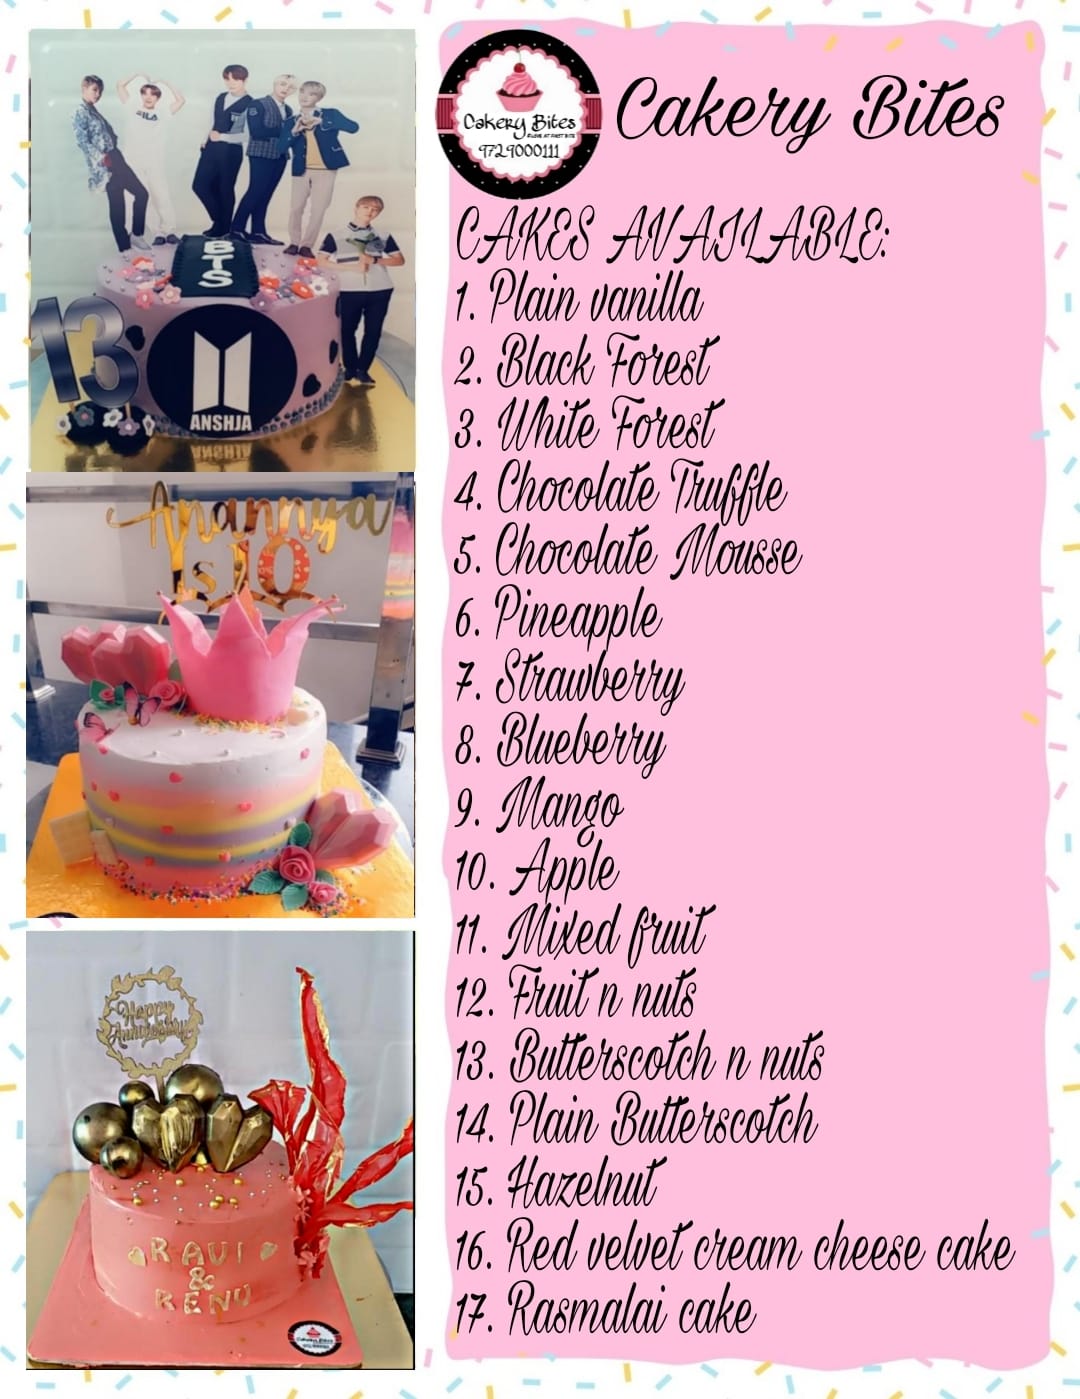 BTS
13
ANSHJA
Anannya
is 10
Happy
Anniversary
RAVI
&
RENU
Cakery Bites
9729000111
Cakery Bites
CAKES AVAILABLE:
1. Plain vanilla
2. Black Forest
3. White Forest
4. Chocolate Truffle
5. Chocolate Mousse
6. Pineapple
7. Strawberry
8. Blueberry
9. Mango
10. Apple
11. Mixed fruit
12. Fruit n nuts
13. Butterscotch n nuts
14. Plain Butterscotch
15. Hazelnut
16. Red velvet cream cheese cake
17. Rasmalai cake